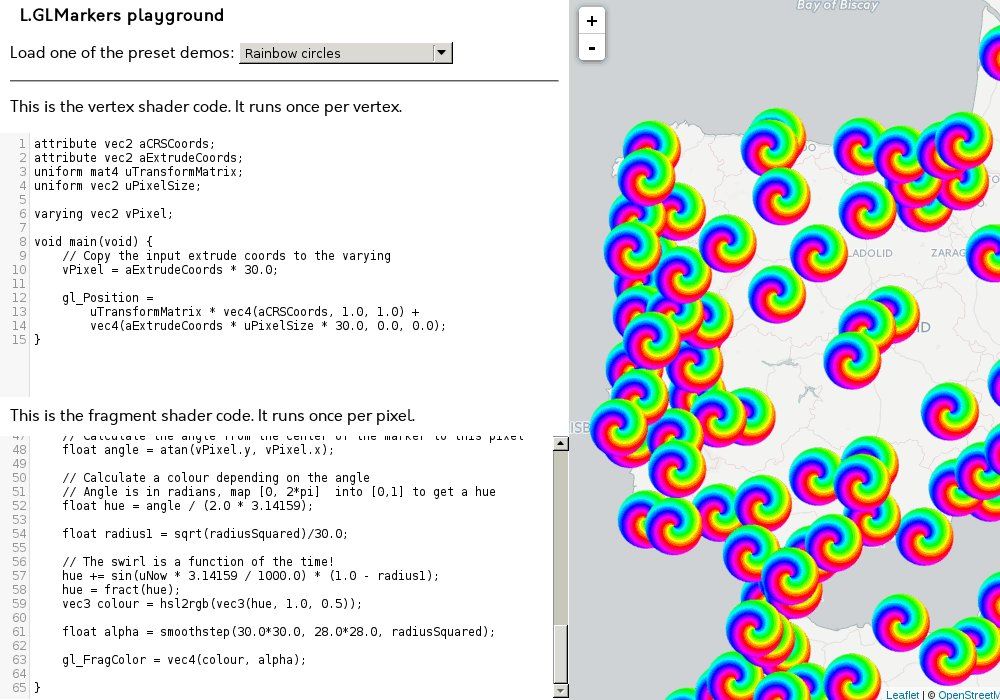 L.GLMarkers playground
Load one of the preset demos: Rainbow circles
This is the vertex shader code. It runs once per vertex.
1 attribute vec2 aCRSCoords;
2 attribute vec2 aExtrudeCoords;
3 uniform mat4 uTransformMatrix;
4 uniform vec2 uPixelSize;
5
6 varying vec2 vPixel;
7
8 void main(void) {
9 // Copy the input extrude coords to the varying
10 vPixel = aExtrudeCoords * 30.0;
11
12 gl_Position =
13 uTransformMatrix * vec4(aCRSCoords, 1.0, 1.0) +
14 vec4(aExtrudeCoords * uPixelSize * 30.0, 0.0, 0.0);
15 }
This is the fragment shader code. It runs once per pixel.
47 // Calculate the angle from the center of the marker to this pixel
48 float angle = atan(vPixel.y, vPixel.x);
49
50 // Calculate a colour depending on the angle
51 // Angle is in radians, map [0, 2*pi]  into [0,1] to get a hue
52 float hue = angle / (2.0 * 3.14159);
53
54 float radius1 = sqrt(radiusSquared)/30.0;
55
56 // The swirl is a function of the time!
57 hue += sin(uNow * 3.14159 / 1000.0) * (1.0 - radius1);
58 hue = fract(hue);
59 vec3 colour = hsl2rgb(vec3(hue, 1.0, 0.5));
60
61 float alpha = smoothstep(30.0*30.0, 28.0*28.0, radiusSquared);
62
63 gl_FragColor = vec4(colour, alpha);
64
65 }
+
-
Bay of Biscay
LADOLID
ZARAG
ID
ISB
Leaflet | © OpenStreetM